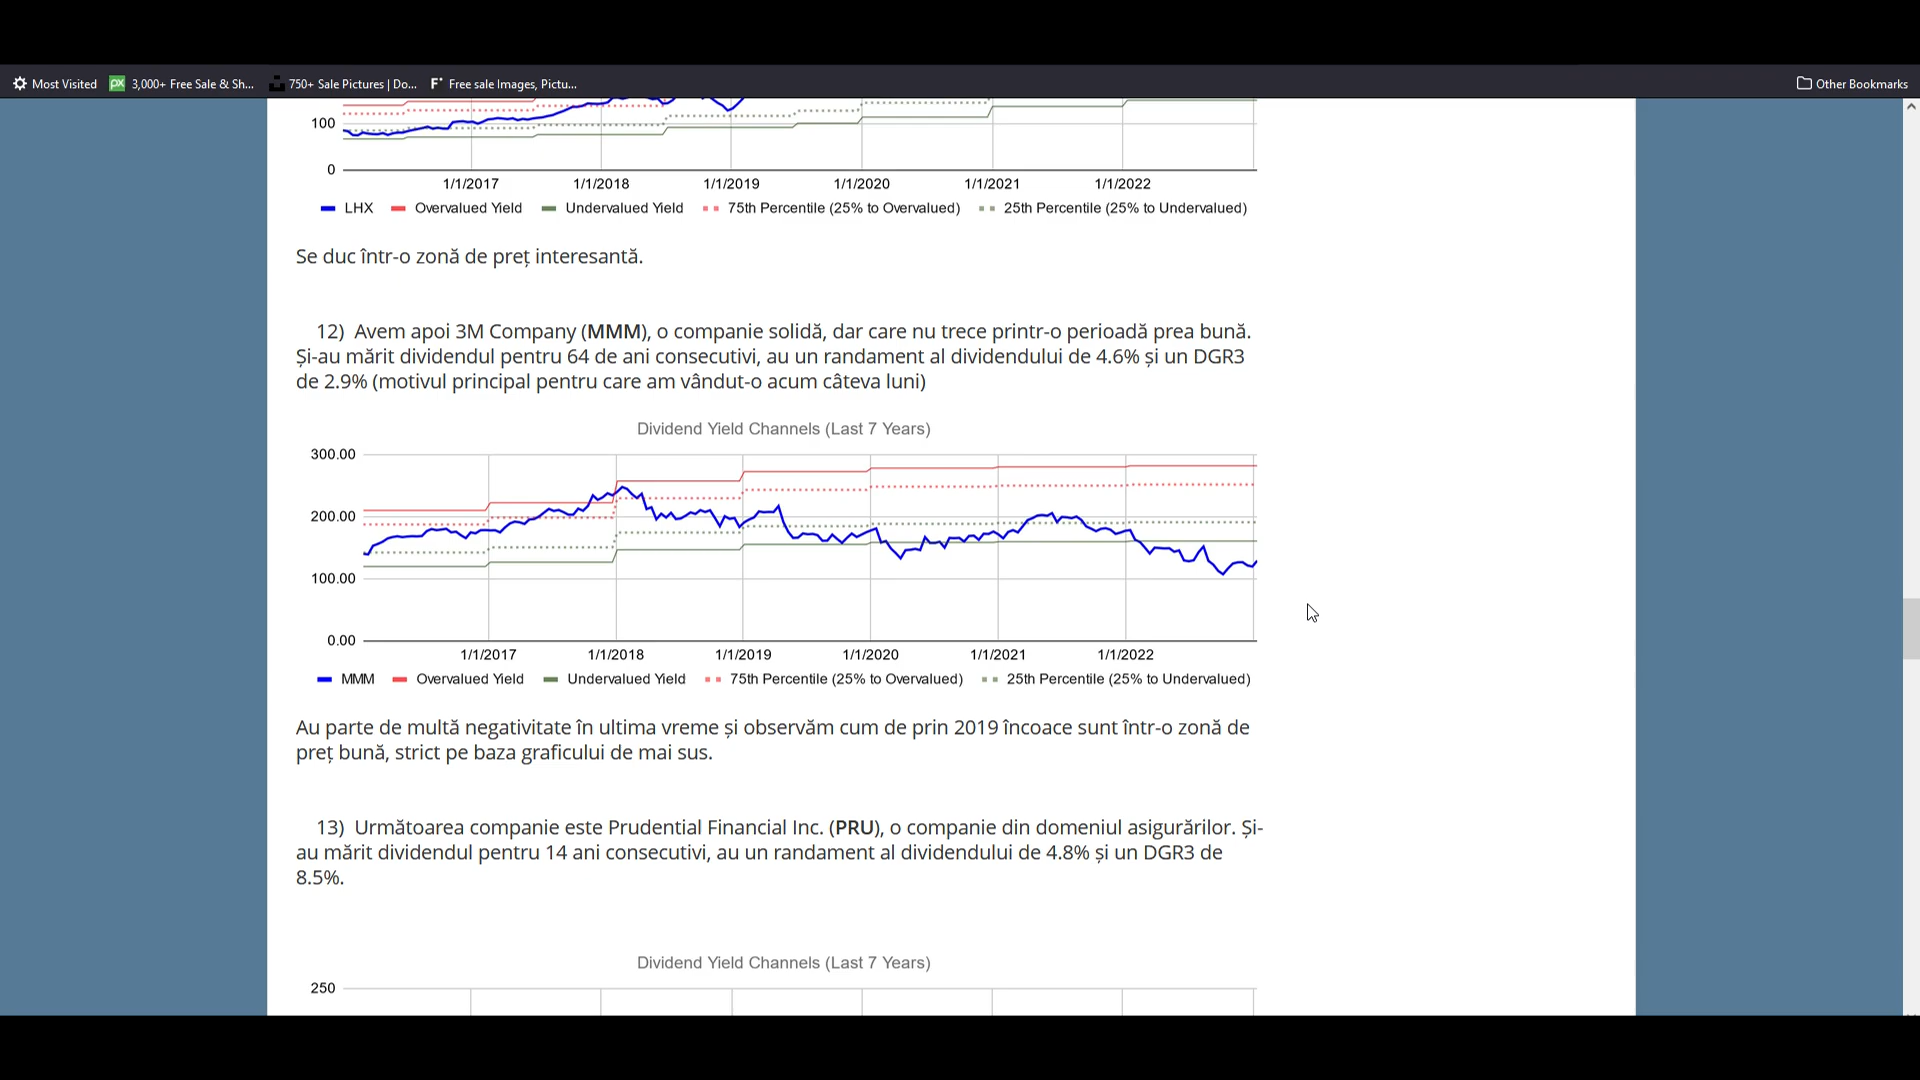 Most Visited 3,000+ Free Sale & Sh... 750+ Sale Pictures | Do... Free sale Images, Pictu... Other Bookmarks
100
0
1/1/2017 1/1/2018 1/1/2019 1/1/2020 1/1/2021 1/1/2022
LHX Overvalued Yield Undervalued Yield 75th Percentile (25% to Overvalued) 25th Percentile (25% to Undervalued)
Se duc într-o zonă de preț interesantă.
12) Avem apoi 3M Company (MMM), o companie solidă, dar care nu trece printr-o perioadă prea bună.
Și-au mărit dividendul pentru 64 de ani consecutivi, au un randament al dividendului de 4.6% și un DGR3
de 2.9% (motivul principal pentru care am vândut-o acum câteva luni)
Dividend Yield Channels (Last 7 Years)
300.00
200.00
100.00
0.00
1/1/2017 1/1/2018 1/1/2019 1/1/2020 1/1/2021 1/1/2022
MMM Overvalued Yield Undervalued Yield 75th Percentile (25% to Overvalued) 25th Percentile (25% to Undervalued)
Au parte de multă negativitate în ultima vreme și observăm cum de prin 2019 încoace sunt într-o zonă de
preț bună, strict pe baza graficului de mai sus.
13) Următoarea companie este Prudential Financial Inc. (PRU), o companie din domeniul asigurărilor. Și-
au mărit dividendul pentru 14 ani consecutivi, au un randament al dividendului de 4.8% și un DGR3 de
8.5%.
Dividend Yield Channels (Last 7 Years)
250